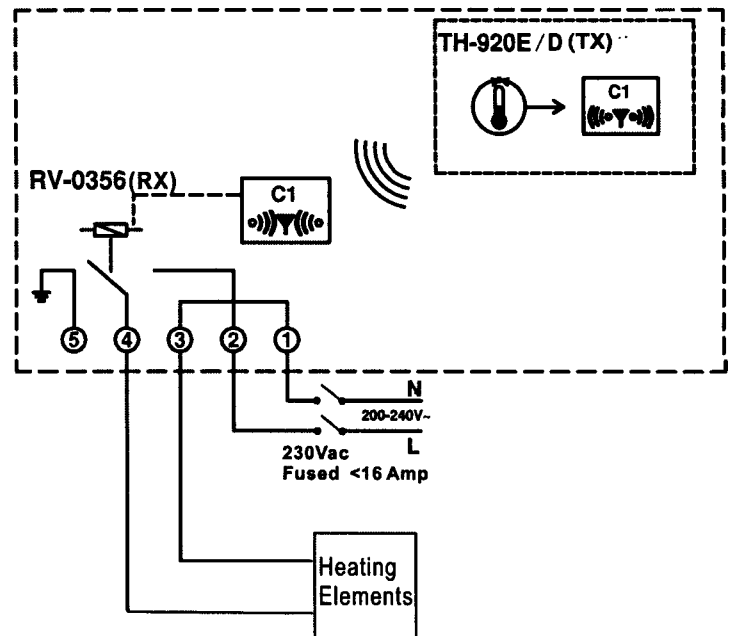 TH-920E/D (TX)
C1
RV-0356(RX)
C1
5 4 3 2 1
N
200-240V~
L
230Vac
Fused <16 Amp
Heating
Elements